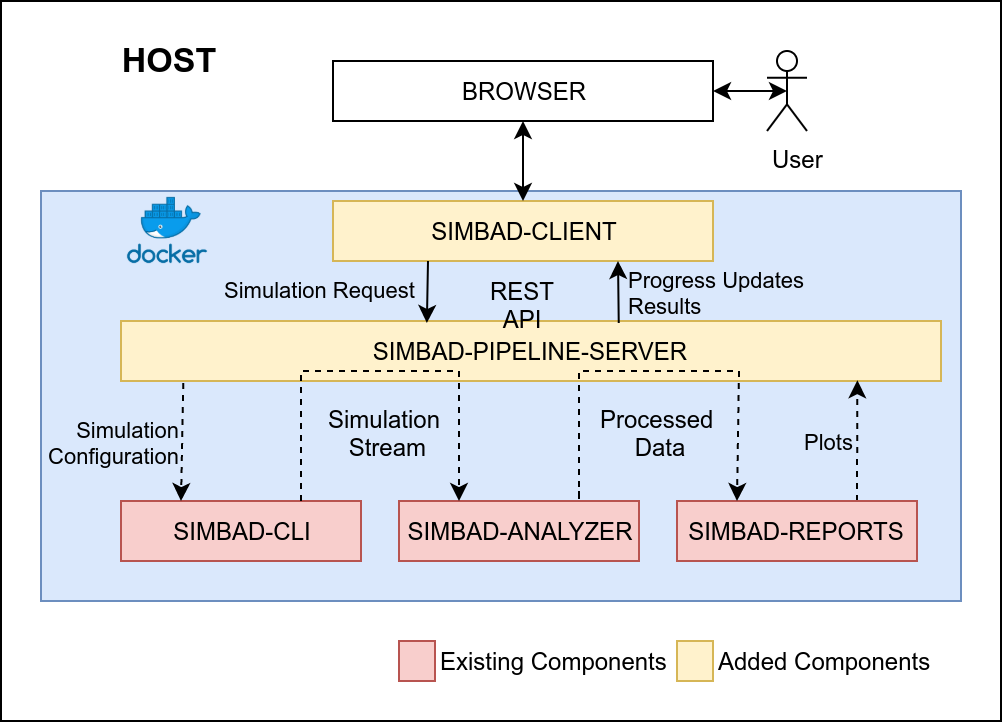 HOST
BROWSER
User
docker
SIMBAD-CLIENT
Simulation Request
REST
API
Progress Updates
Results
SIMBAD-PIPELINE-SERVER
Simulation
Configuration
Simulation
Stream
Processed
Data
Plots
SIMBAD-CLI
SIMBAD-ANALYZER
SIMBAD-REPORTS
Existing Components
Added Components